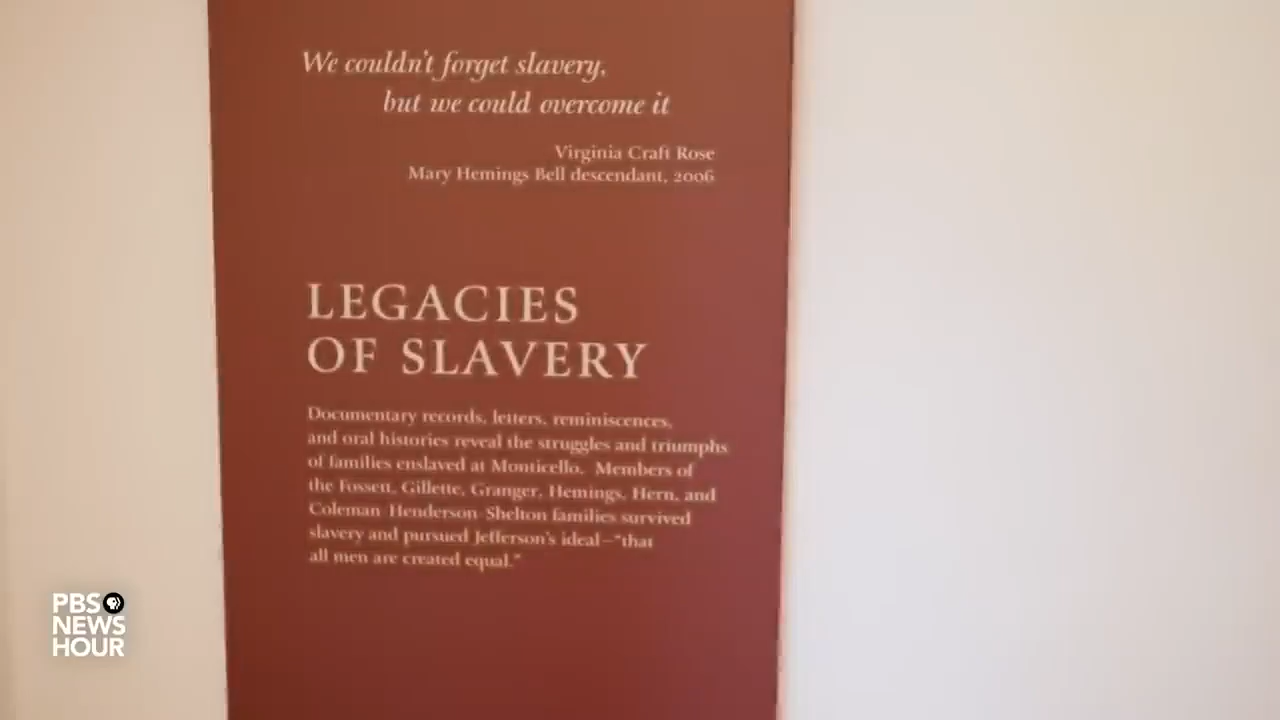 We couldn't forget slavery,
but we could overcome it
Virginia Craft Rose
Mary Hemings Bell descendant, 2006
LEGACIES
OF SLAVERY
Documentary records, letters, reminiscences,
and oral histories reveal the struggles and triumphs
of families enslaved at Monticello. Members of
the Fossett, Gillette, Granger, Hemings, Hern, and
Coleman-Henderson-Shelton families survived
slavery and pursued Jefferson's ideal—"that
all men are created equal."
PBS
NEWS
HOUR